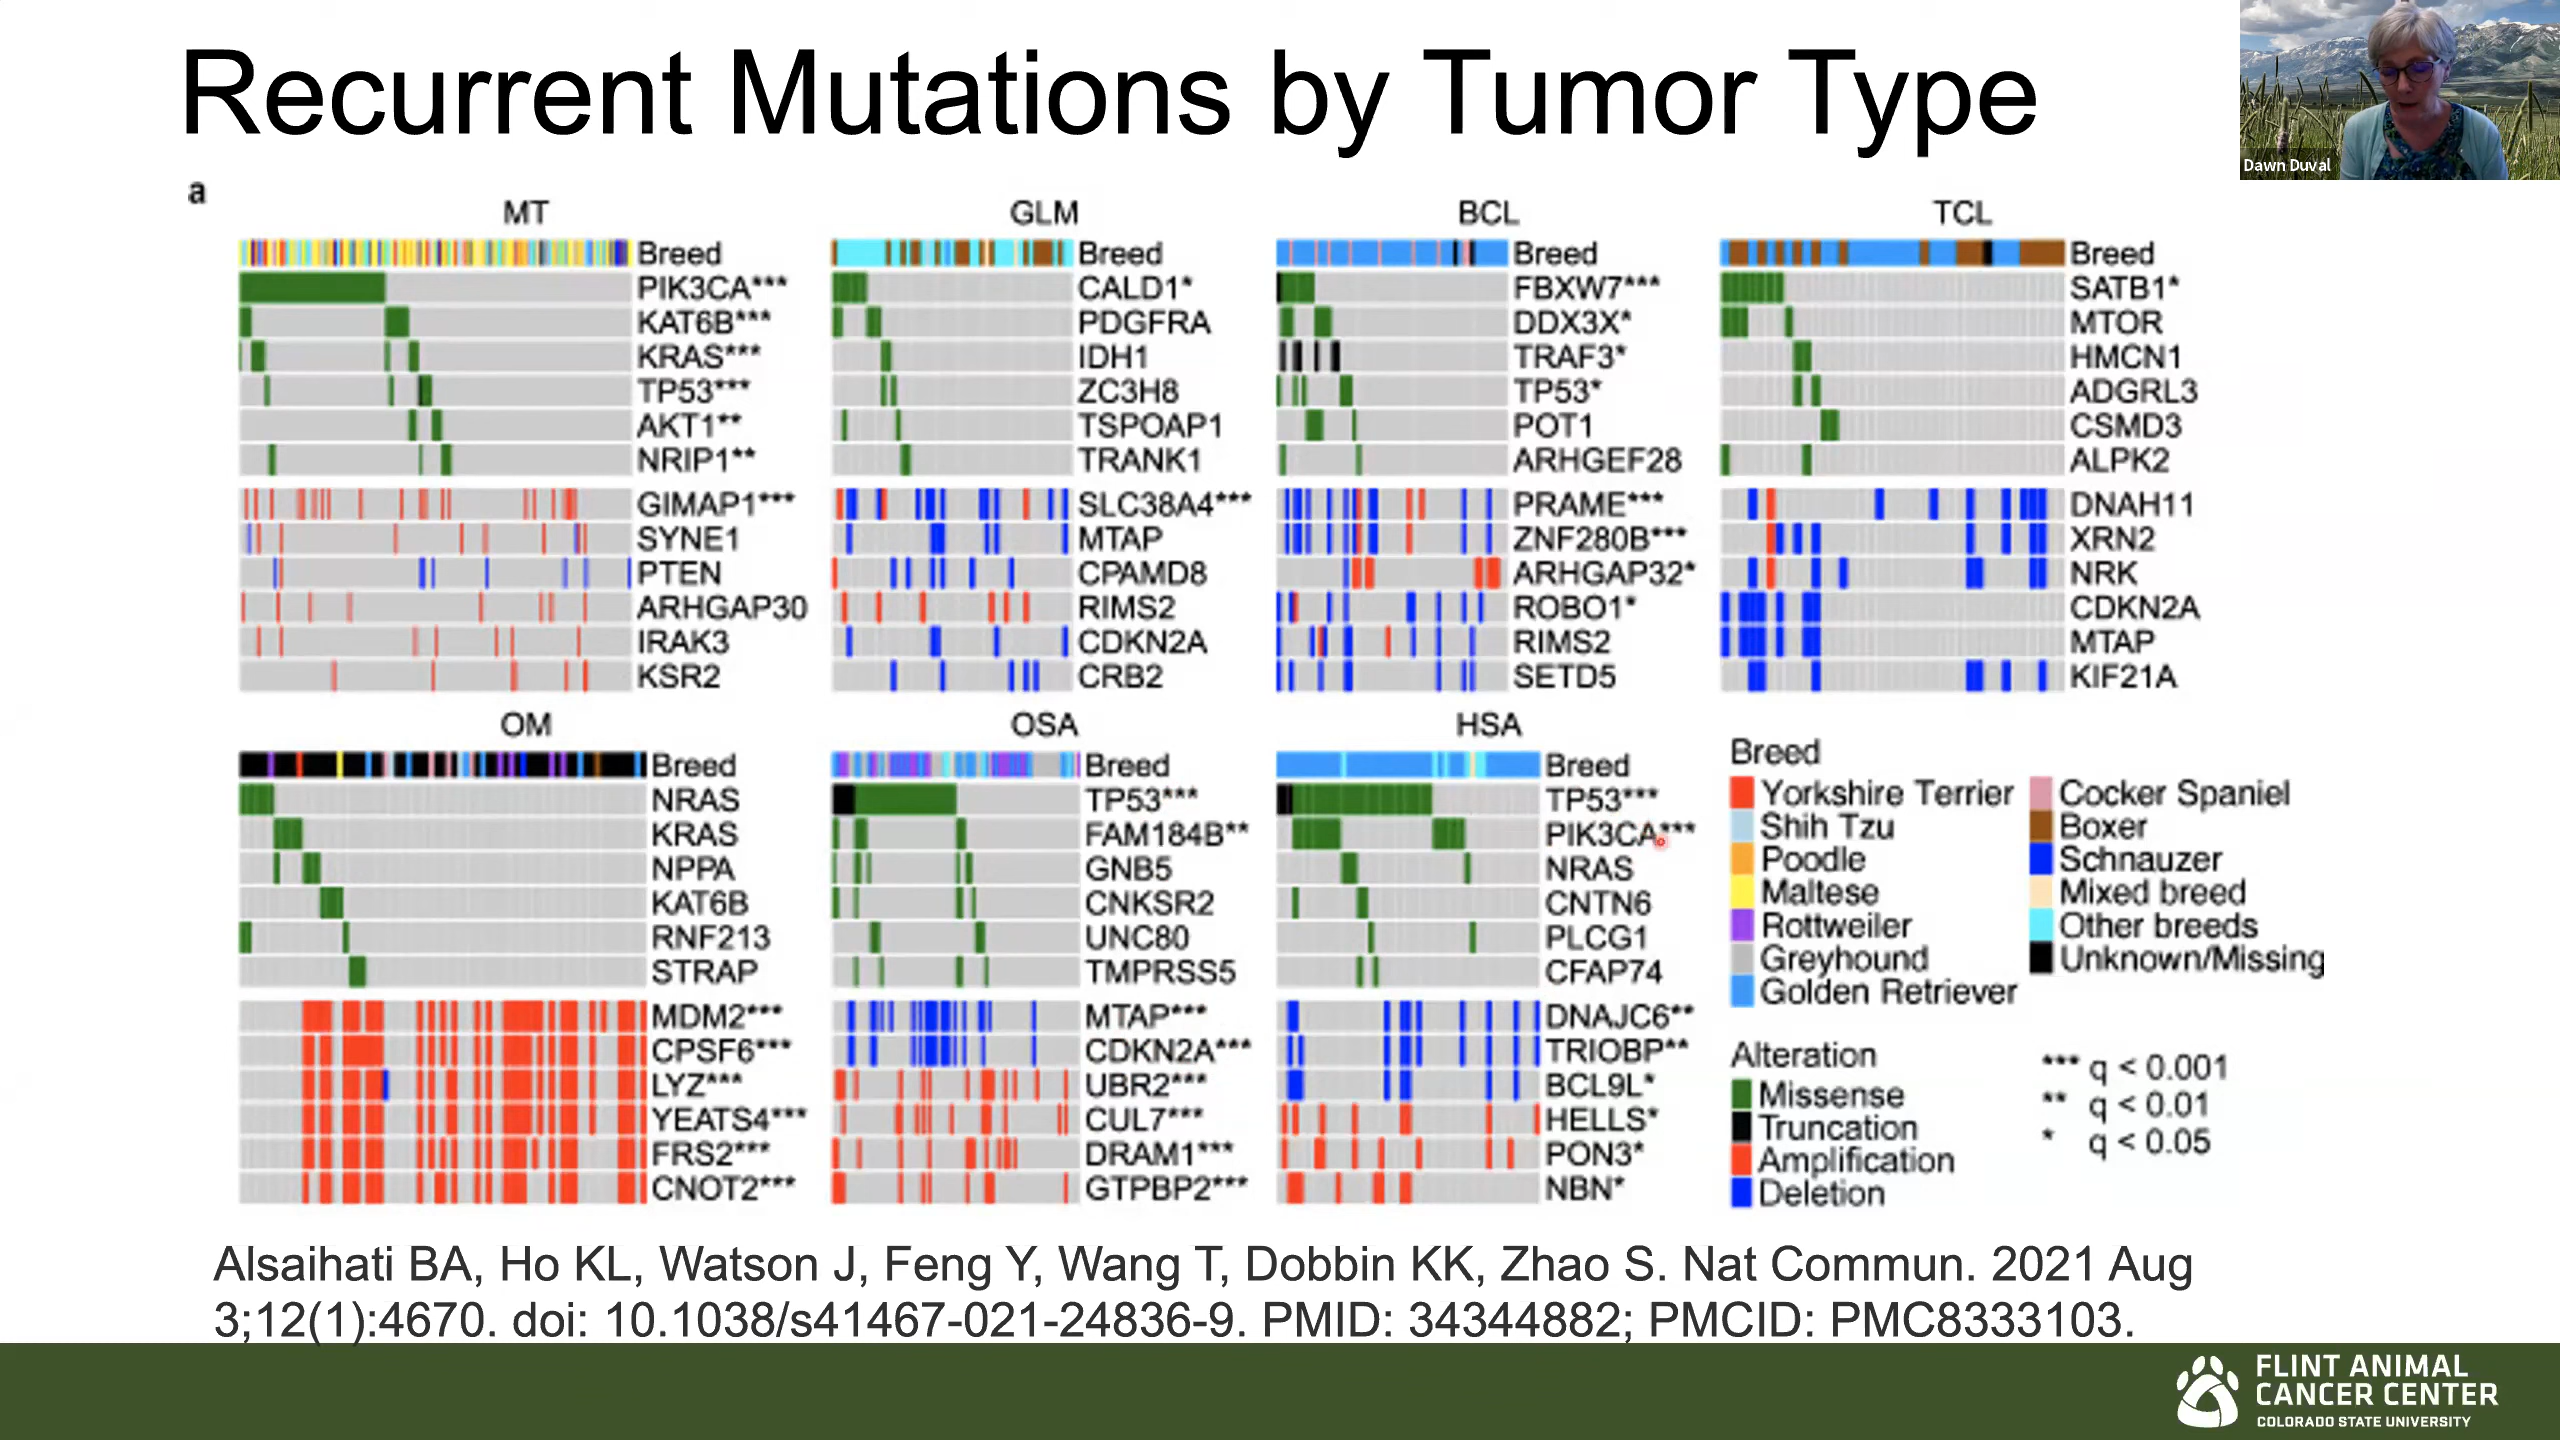 Recurrent Mutations by Tumor Type
Dawn Duval
a
MT
Breed
PIK3CA***
KAT6B***
KRAS***
TP53***
AKT1**
NRIP1**
GIMAP1***
SYNE1
PTEN
ARHGAP30
IRAK3
KSR2
GLM
Breed
CALD1*
PDGFRA
IDH1
ZC3H8
TSPOAP1
TRANK1
SLC38A4***
MTAP
CPAMD8
RIMS2
CDKN2A
CRB2
BCL
Breed
FBXW7***
DDX3X*
TRAF3*
TP53*
POT1
ARHGEF28
PRAME***
ZNF280B***
ARHGAP32*
ROBO1*
RIMS2
SETD5
TCL
Breed
SATB1*
MTOR
HMCN1
ADGRL3
CSMD3
ALPK2
DNAH11
XRN2
NRK
CDKN2A
MTAP
KIF21A
OM
Breed
NRAS
KRAS
NPPA
KAT6B
RNF213
STRAP
MDM2***
CPSF6***
LYZ***
YEATS4***
FRS2***
CNOT2***
OSA
Breed
TP53***
FAM184B**
GNB5
CNKSR2
UNC80
TMPRSS5
MTAP***
CDKN2A***
UBR2***
CUL7***
DRAM1***
GTPBP2***
HSA
Breed
TP53***
PIK3CA***
NRAS
CNTN6
PLCG1
CFAP74
DNAJC6**
TRIOBP**
BCL9L*
HELLS*
PON3*
NBN*
Breed
Yorkshire Terrier
Shih Tzu
Poodle
Maltese
Rottweiler
Greyhound
Golden Retriever
Cocker Spaniel
Boxer
Schnauzer
Mixed breed
Other breeds
Unknown/Missing
Alteration
Missense
Truncation
Amplification
Deletion
*** q < 0.001
** q < 0.01
* q < 0.05
Alsaihati BA, Ho KL, Watson J, Feng Y, Wang T, Dobbin KK, Zhao S. Nat Commun. 2021 Aug
3;12(1):4670. doi: 10.1038/s41467-021-24836-9. PMID: 34344882; PMCID: PMC8333103.
FLINT ANIMAL
CANCER CENTER
COLORADO STATE UNIVERSITY